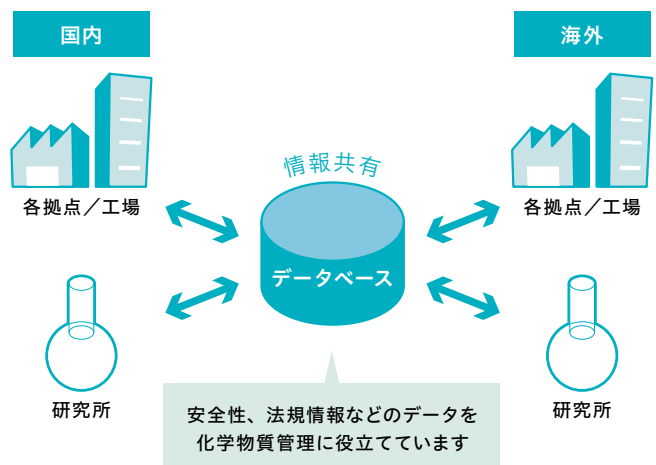 国内
海外
各拠点／工場
情報共有
各拠点／工場
データベース
研究所
研究所
安全性、法規情報などのデータを
化学物質管理に役立てています